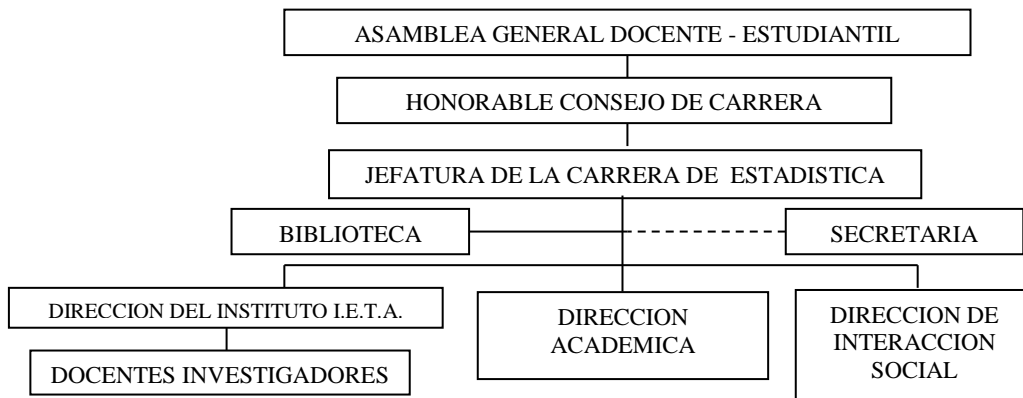 ASAMBLEA GENERAL DOCENTE - ESTUDIANTIL
HONORABLE CONSEJO DE CARRERA
JEFATURA DE LA CARRERA DE ESTADISTICA
BIBLIOTECA
SECRETARIA
DIRECCION DEL INSTITUTO I.E.T.A.
DOCENTES INVESTIGADORES
DIRECCION
ACADEMICA
DIRECCION DE
INTERACCION
SOCIAL